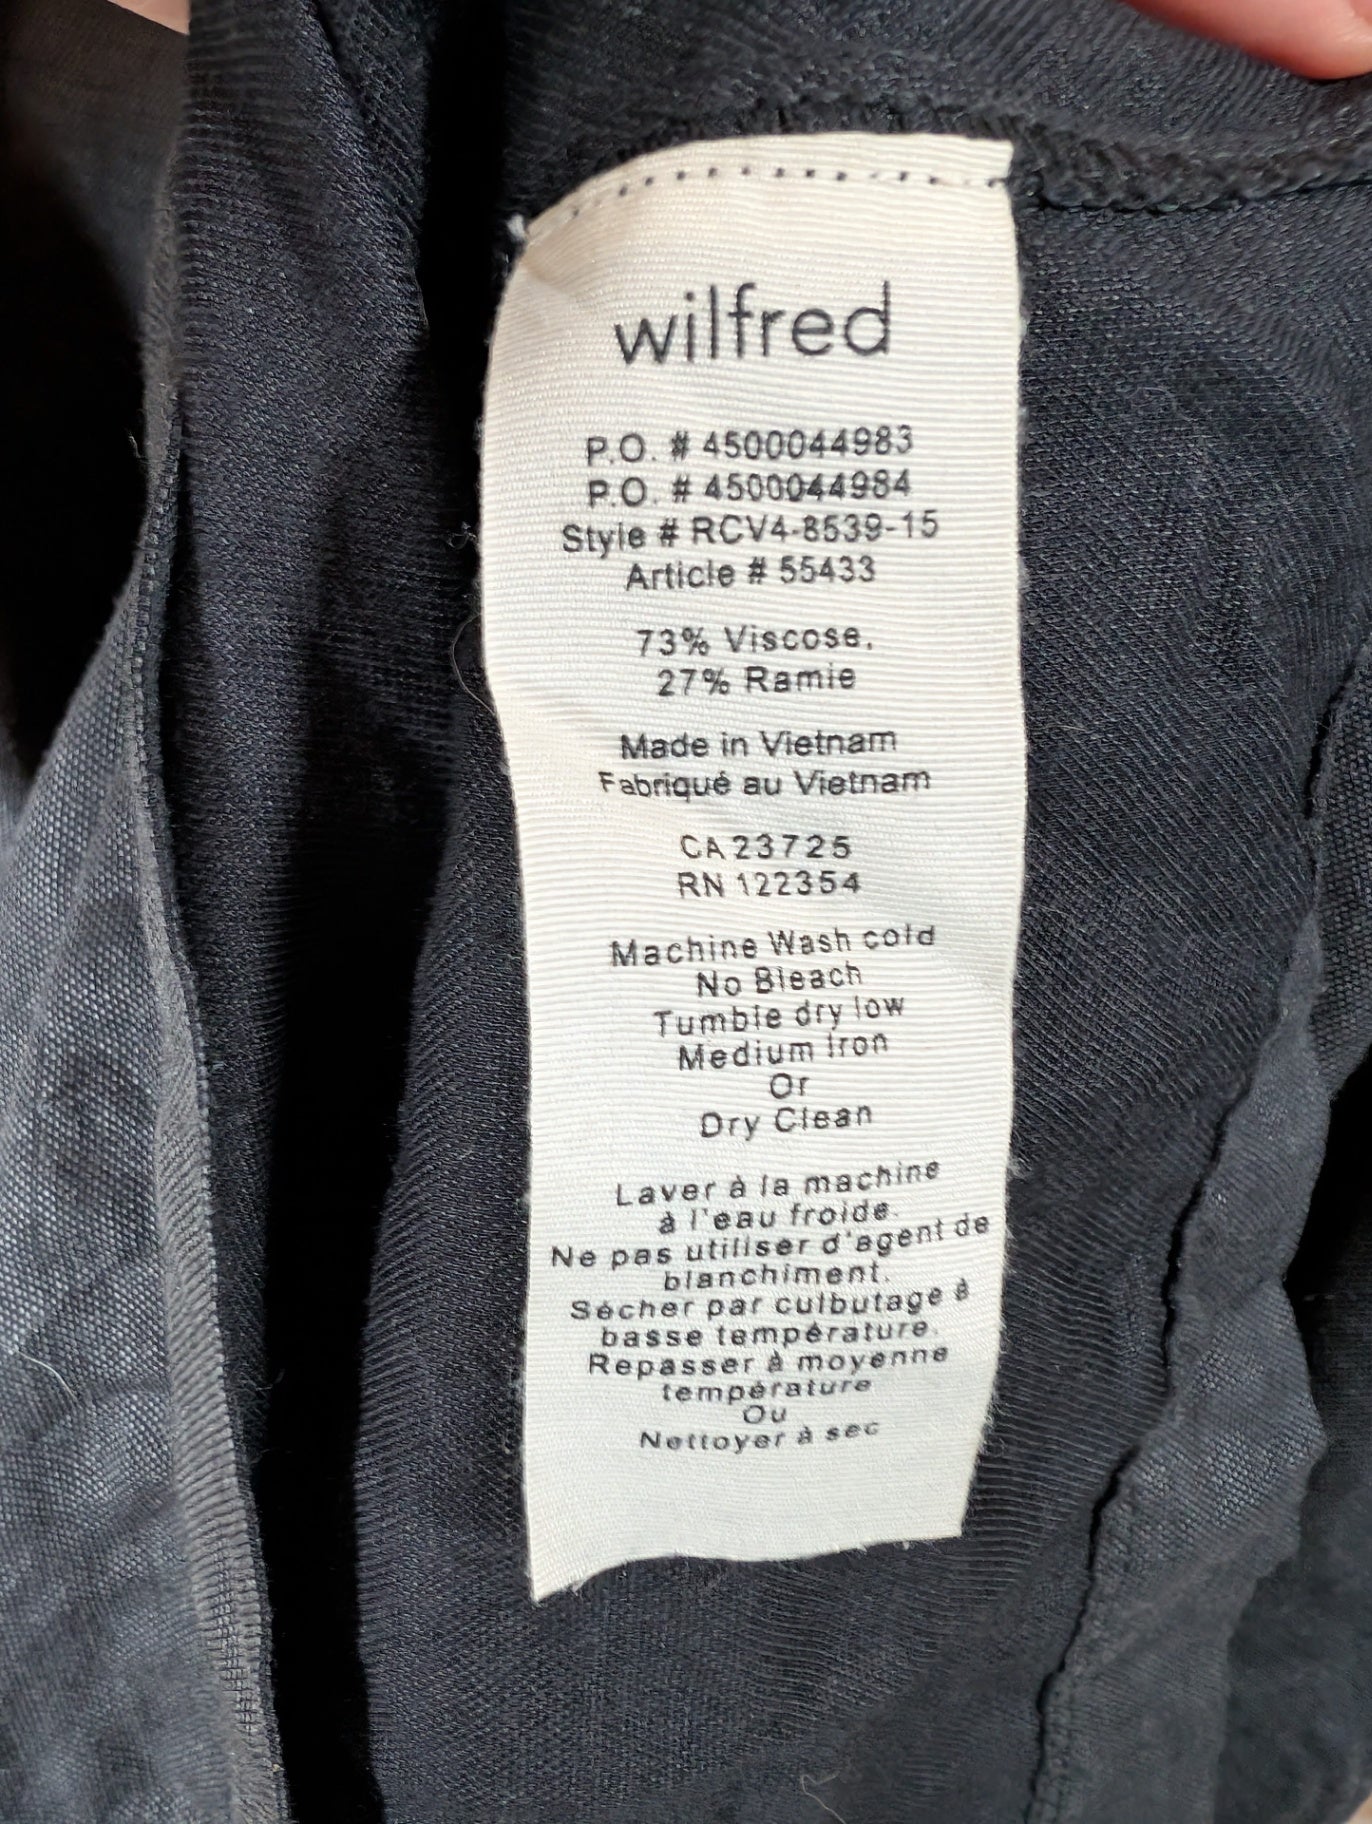 wilfred
P.O. # 4500044983
P.O. # 4500044984
Style # RCV4-8539-15
Article # 55433
73% Viscose,
27% Ramie
Made in Vietnam
Fabriqué au Vietnam
CA 23725
RN 122354
Machine Wash cold
No Bleach
Tumble dry low
Medium Iron
Or
Dry Clean
Laver à la machine
à l'eau froide.
Ne pas utiliser d'agent de
blanchiment.
Sécher par culbutage à
basse température.
Repasser à moyenne
température
Ou
Nettoyer à sec